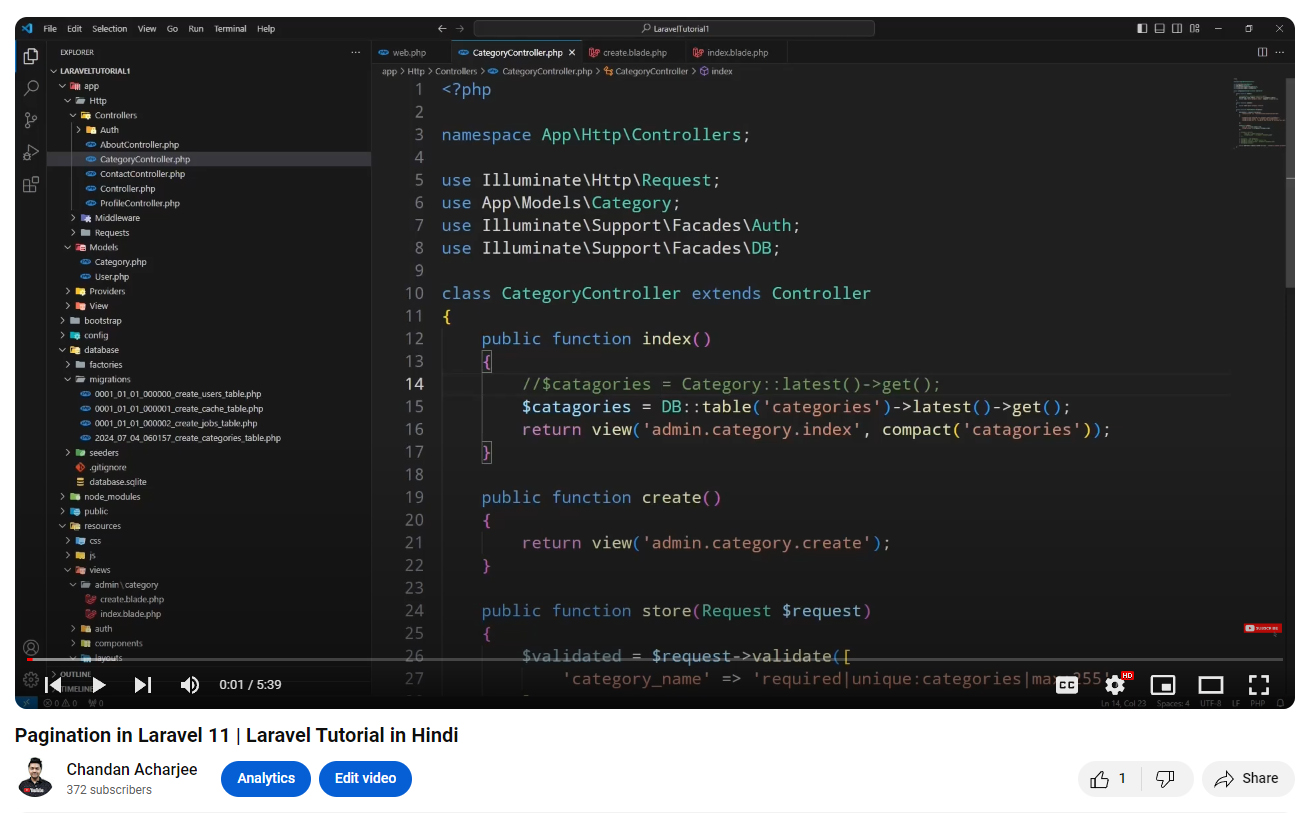 File Edit Selection View Go Run Terminal Help
LaravelTutorial1
EXPLORER
LARAVELTUTORIAL1
app
Http
Controllers
Auth
AboutController.php
CategoryController.php
ContactController.php
Controller.php
ProfileController.php
Middleware
Requests
Models
Category.php
User.php
Providers
View
bootstrap
config
database
factories
migrations
0001_01_01_000000_create_users_table.php
0001_01_01_000001_create_cache_table.php
0001_01_01_000002_create_jobs_table.php
2024_07_04_060157_create_categories_table.php
seeders
.gitignore
database.sqlite
node_modules
public
resources
css
js
views
admin\category
create.blade.php
index.blade.php
auth
components
layouts
OUTLINE
TIMELINE
web.php CategoryController.php create.blade.php index.blade.php
app > Http > Controllers > CategoryController.php > CategoryController > index
1 <?php
2
3 namespace App\Http\Controllers;
4
5 use Illuminate\Http\Request;
6 use App\Models\Category;
7 use Illuminate\Support\Facades\Auth;
8 use Illuminate\Support\Facades\DB;
9
10 class CategoryController extends Controller
11 {
12 public function index()
13 {
14 //$catagories = Category::latest()->get();
15 $catagories = DB::table('categories')->latest()->get();
16 return view('admin.category.index', compact('catagories'));
17 }
18
19 public function create()
20 {
21 return view('admin.category.create');
22 }
23
24 public function store(Request $request)
25 {
26 $validated = $request->validate([
27 'category_name' => 'required|unique:categories|max:255',
SUBSCRIBE
0:01 / 5:39
CC HD
0 0 0
Ln 14, Col 23 Spaces: 4 UTF-8 LF PHP
Pagination in Laravel 11 | Laravel Tutorial in Hindi
Chandan Acharjee
372 subscribers
Analytics
Edit video
1
Share